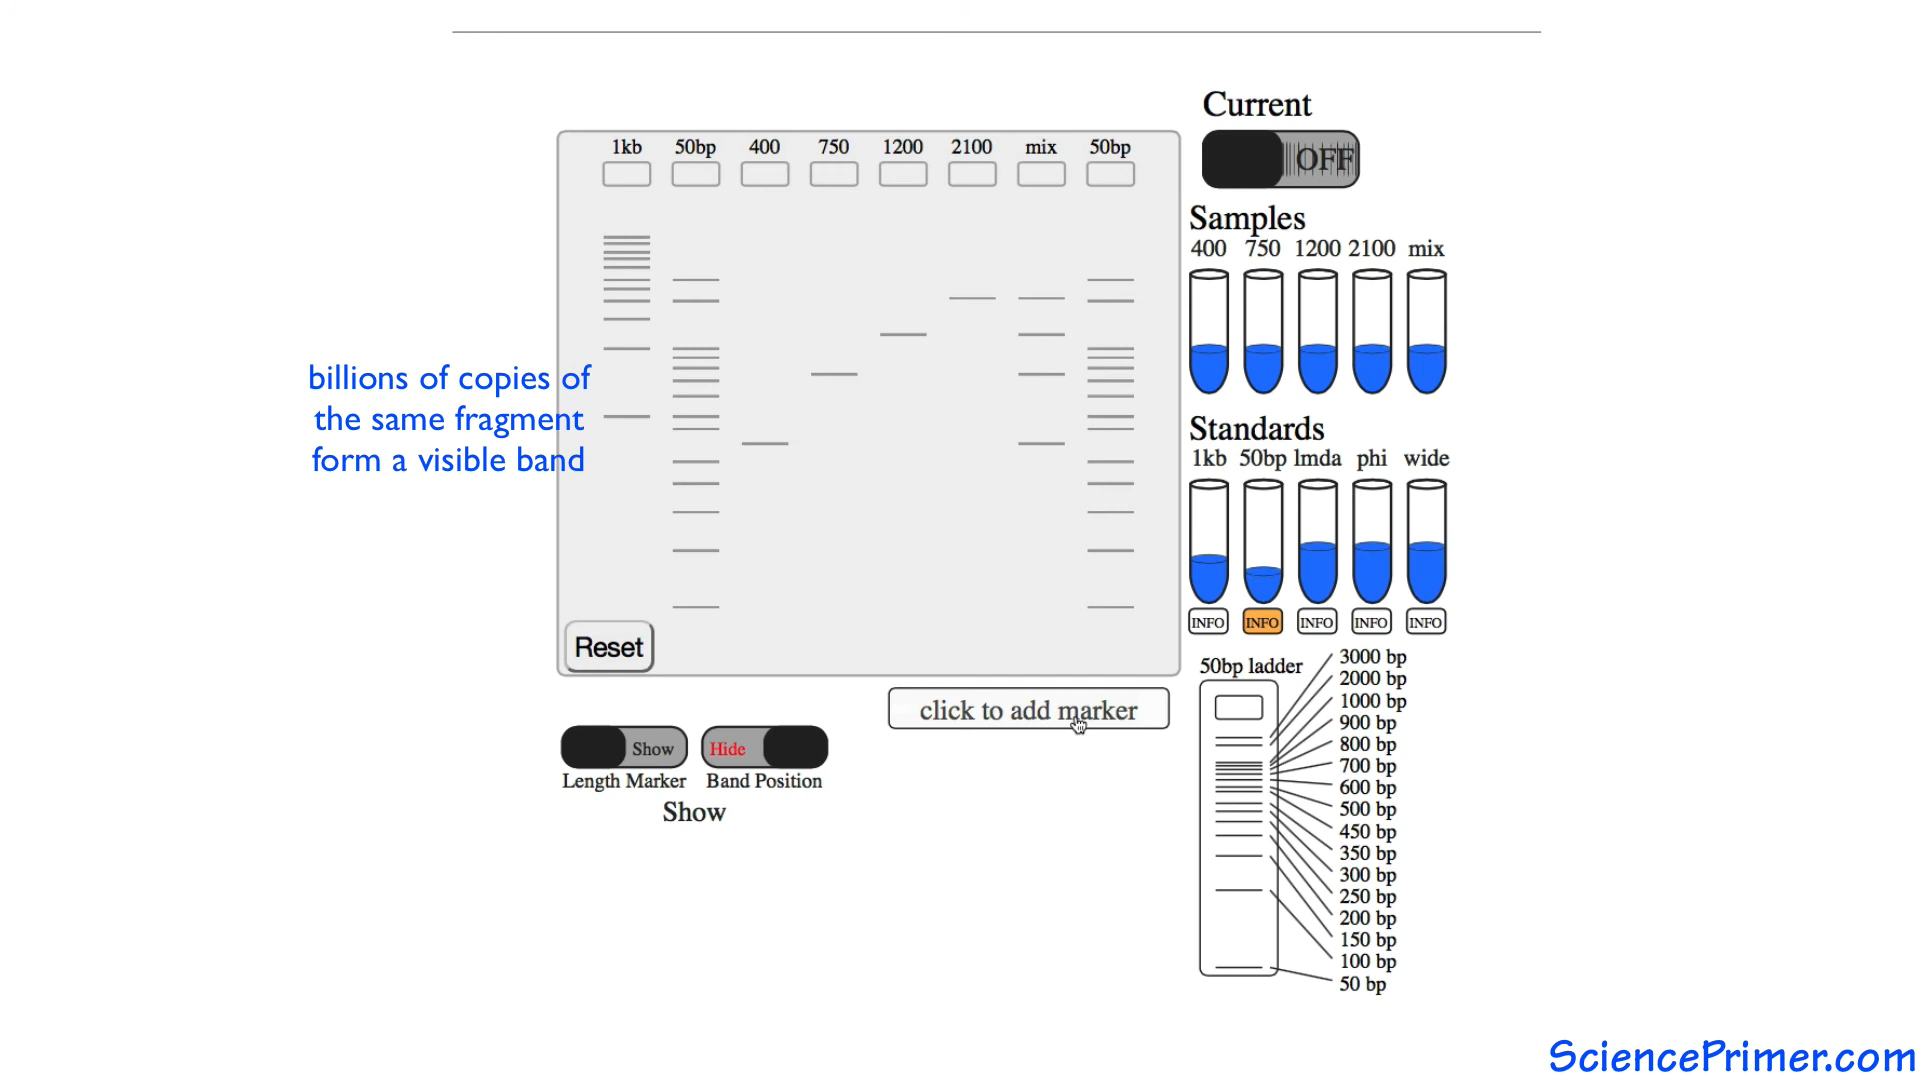 Current
OFF
1kb 50bp 400 750 1200 2100 mix 50bp
Samples
400 750 1200 2100 mix
billions of copies of
the same fragment
form a visible band
Standards
1kb 50bp lmda phi wide
INFO INFO INFO INFO INFO
Reset
click to add marker
Show
Length Marker
Hide
Band Position
Show
50bp ladder
3000 bp
2000 bp
1000 bp
900 bp
800 bp
700 bp
600 bp
500 bp
450 bp
350 bp
300 bp
250 bp
200 bp
150 bp
100 bp
50 bp
SciencePrimer.com